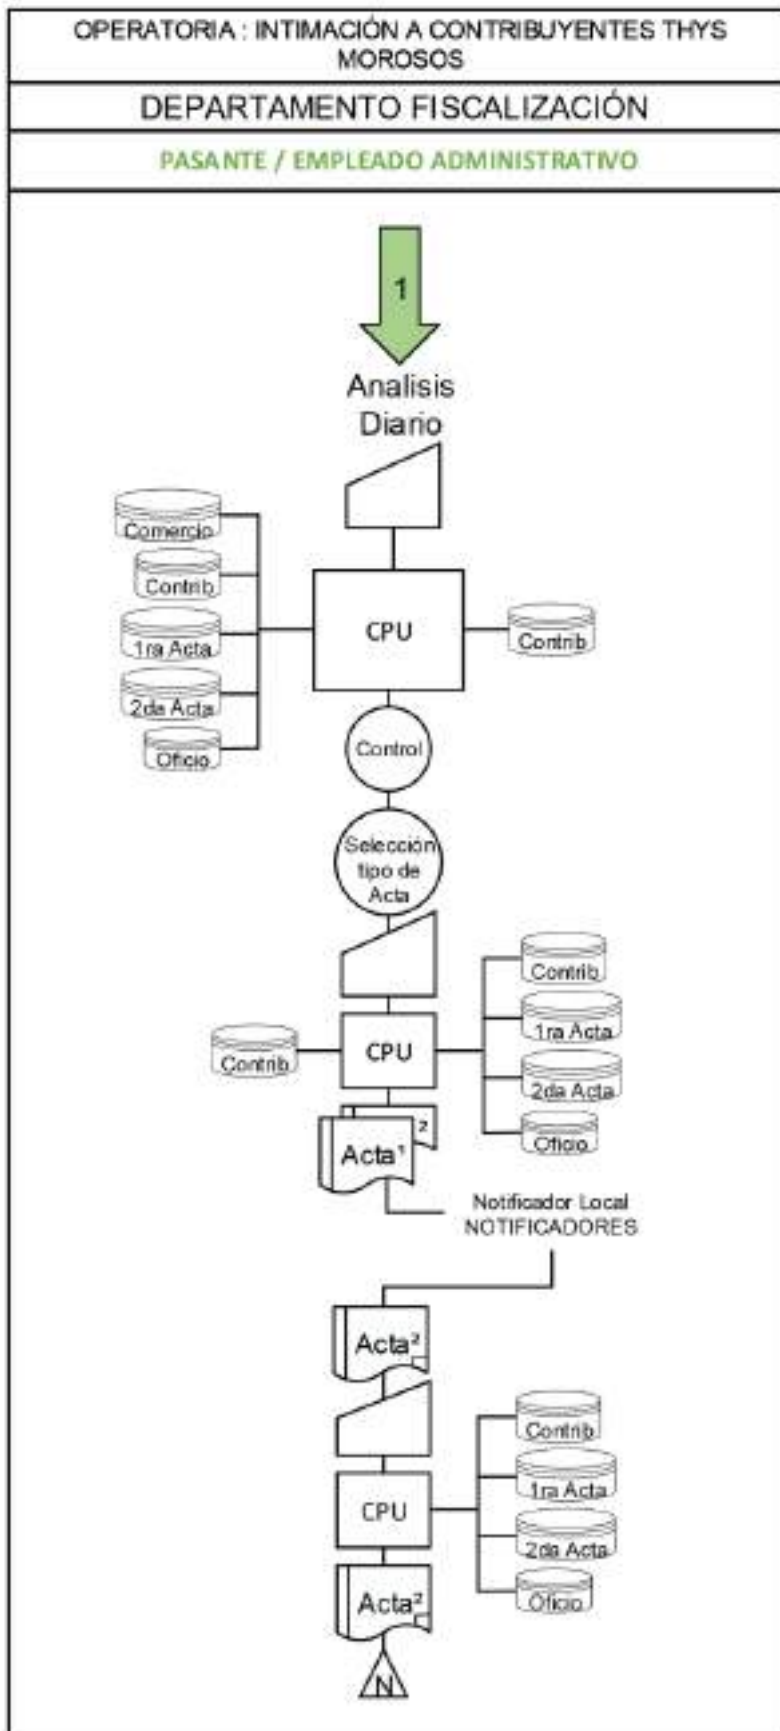 OPERATORIA : INTIMACIÓN A CONTRIBUYENTES THYS
MOROSOS
DEPARTAMENTO FISCALIZACIÓN
PASANTE / EMPLEADO ADMINISTRATIVO
1
Analisis
Diario
Comercio
Contrib
1ra Acta
2da Acta
Oficio
CPU
Contrib
Control
Selección
tipo de
Acta
Contrib
CPU
Contrib
1ra Acta
2da Acta
Oficio
2
Acta¹
Notificador Local
NOTIFICADORES
Acta²
CPU
Contrib
1ra Acta
2da Acta
Oficio
Acta²
N